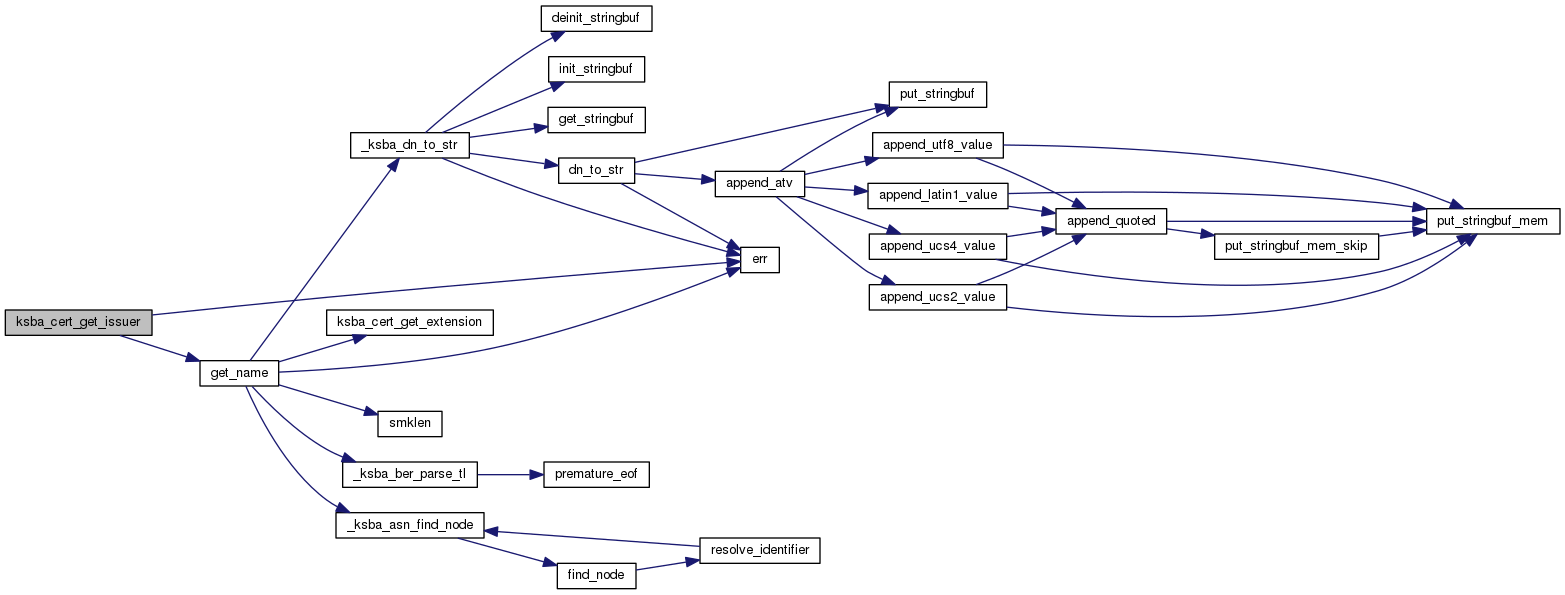 deinit_stringbuf
init_stringbuf
get_stringbuf
_ksba_dn_to_str
dn_to_str
put_stringbuf
append_utf8_value
append_atv
append_latin1_value
append_quoted
put_stringbuf_mem
append_ucs4_value
put_stringbuf_mem_skip
err
append_ucs2_value
ksba_cert_get_issuer
ksba_cert_get_extension
get_name
smklen
_ksba_ber_parse_tl
premature_eof
_ksba_asn_find_node
resolve_identifier
find_node